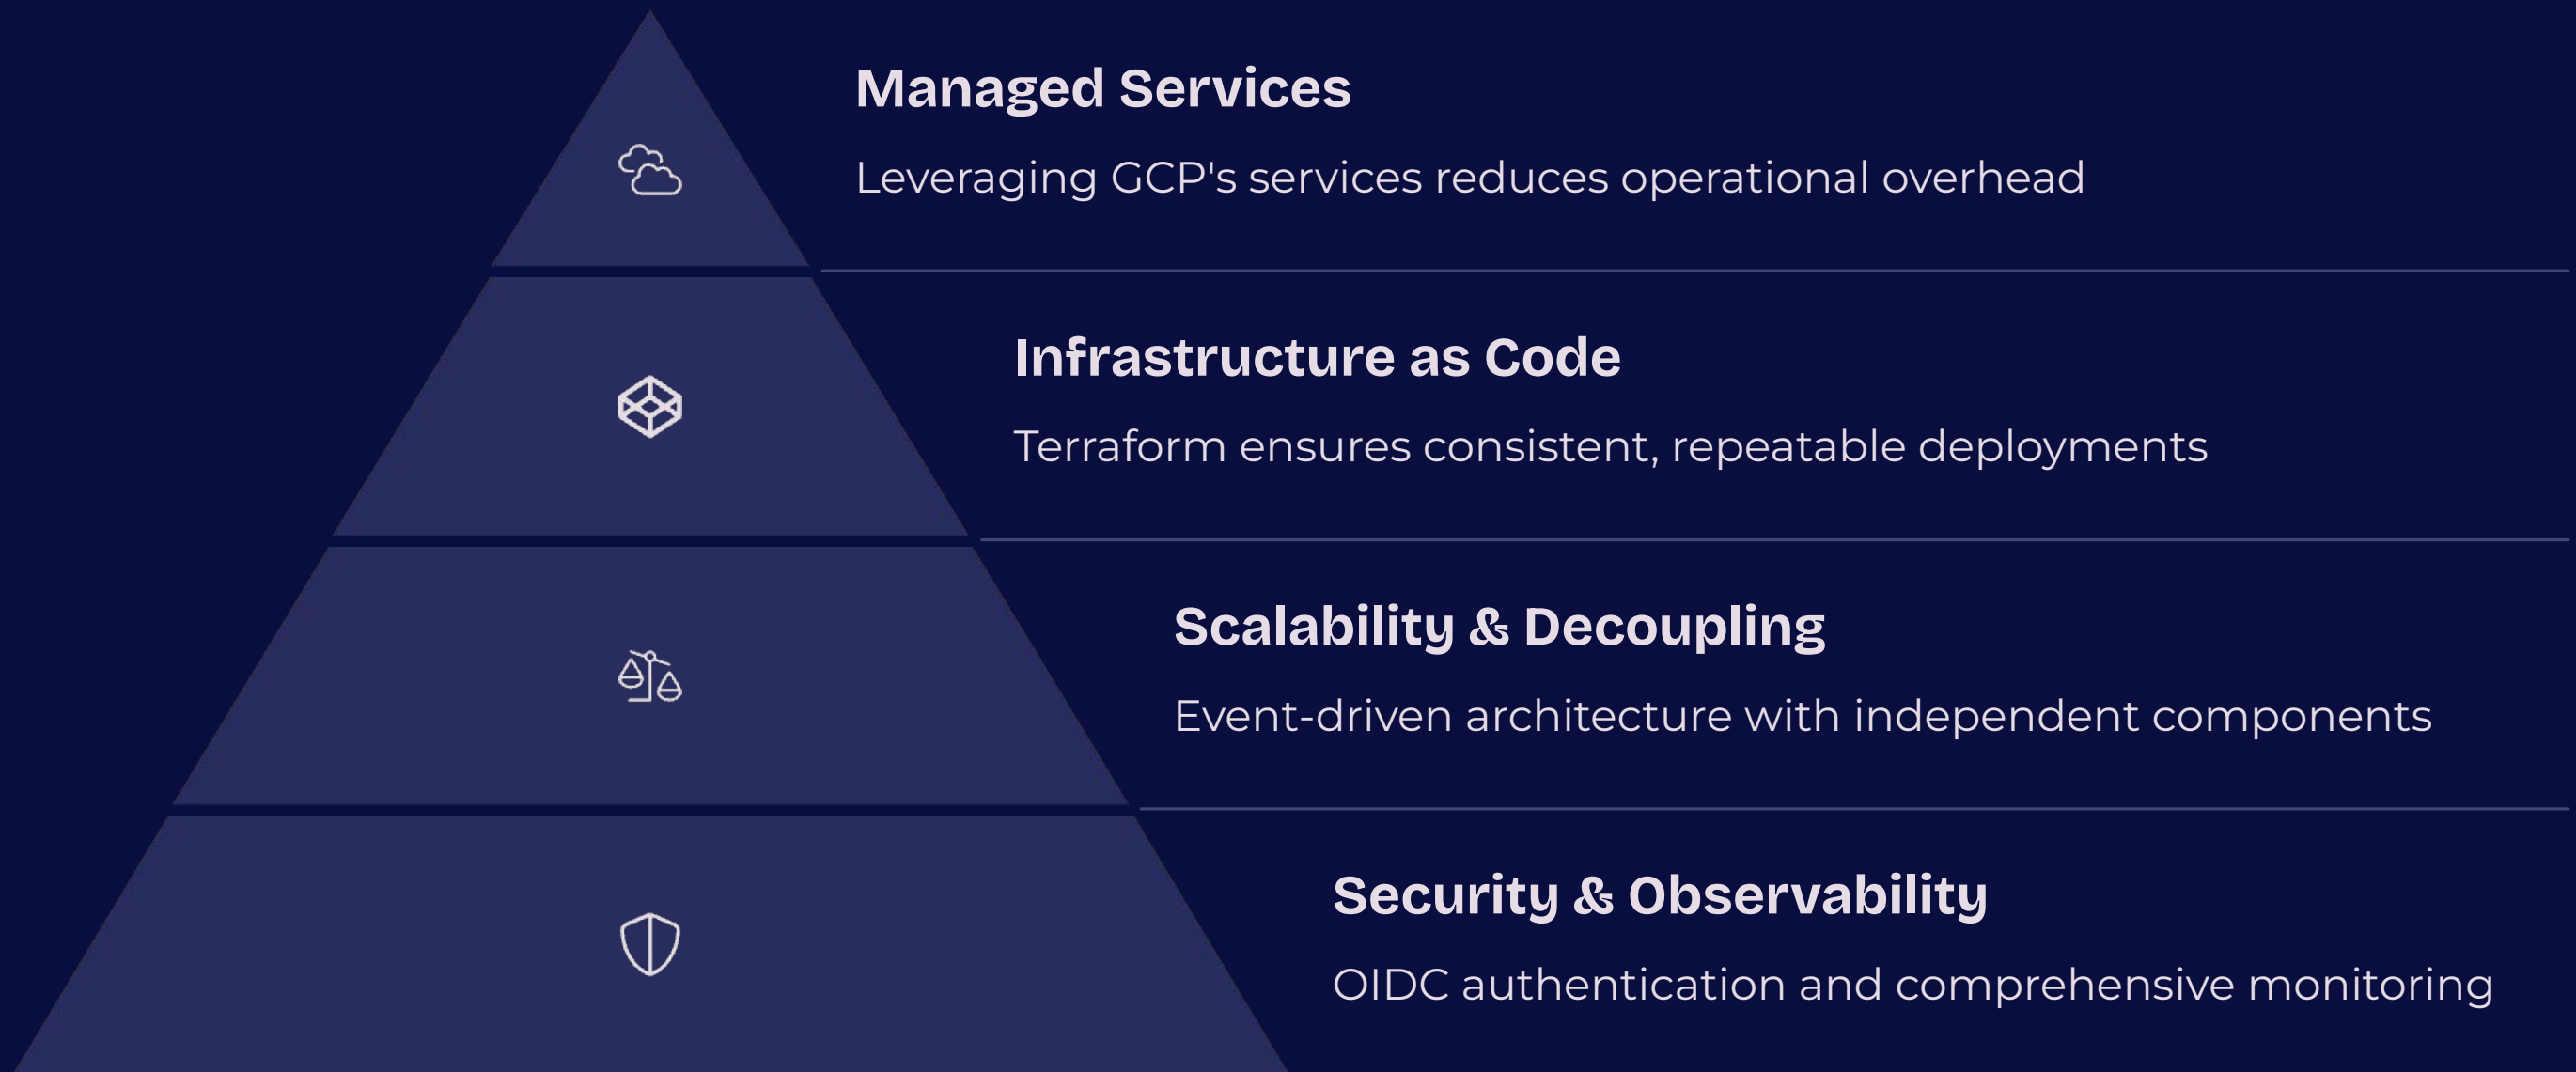 Managed Services
Leveraging GCP's services reduces operational overhead
Infrastructure as Code
Terraform ensures consistent, repeatable deployments
Scalability & Decoupling
Event-driven architecture with independent components
Security & Observability
OIDC authentication and comprehensive monitoring